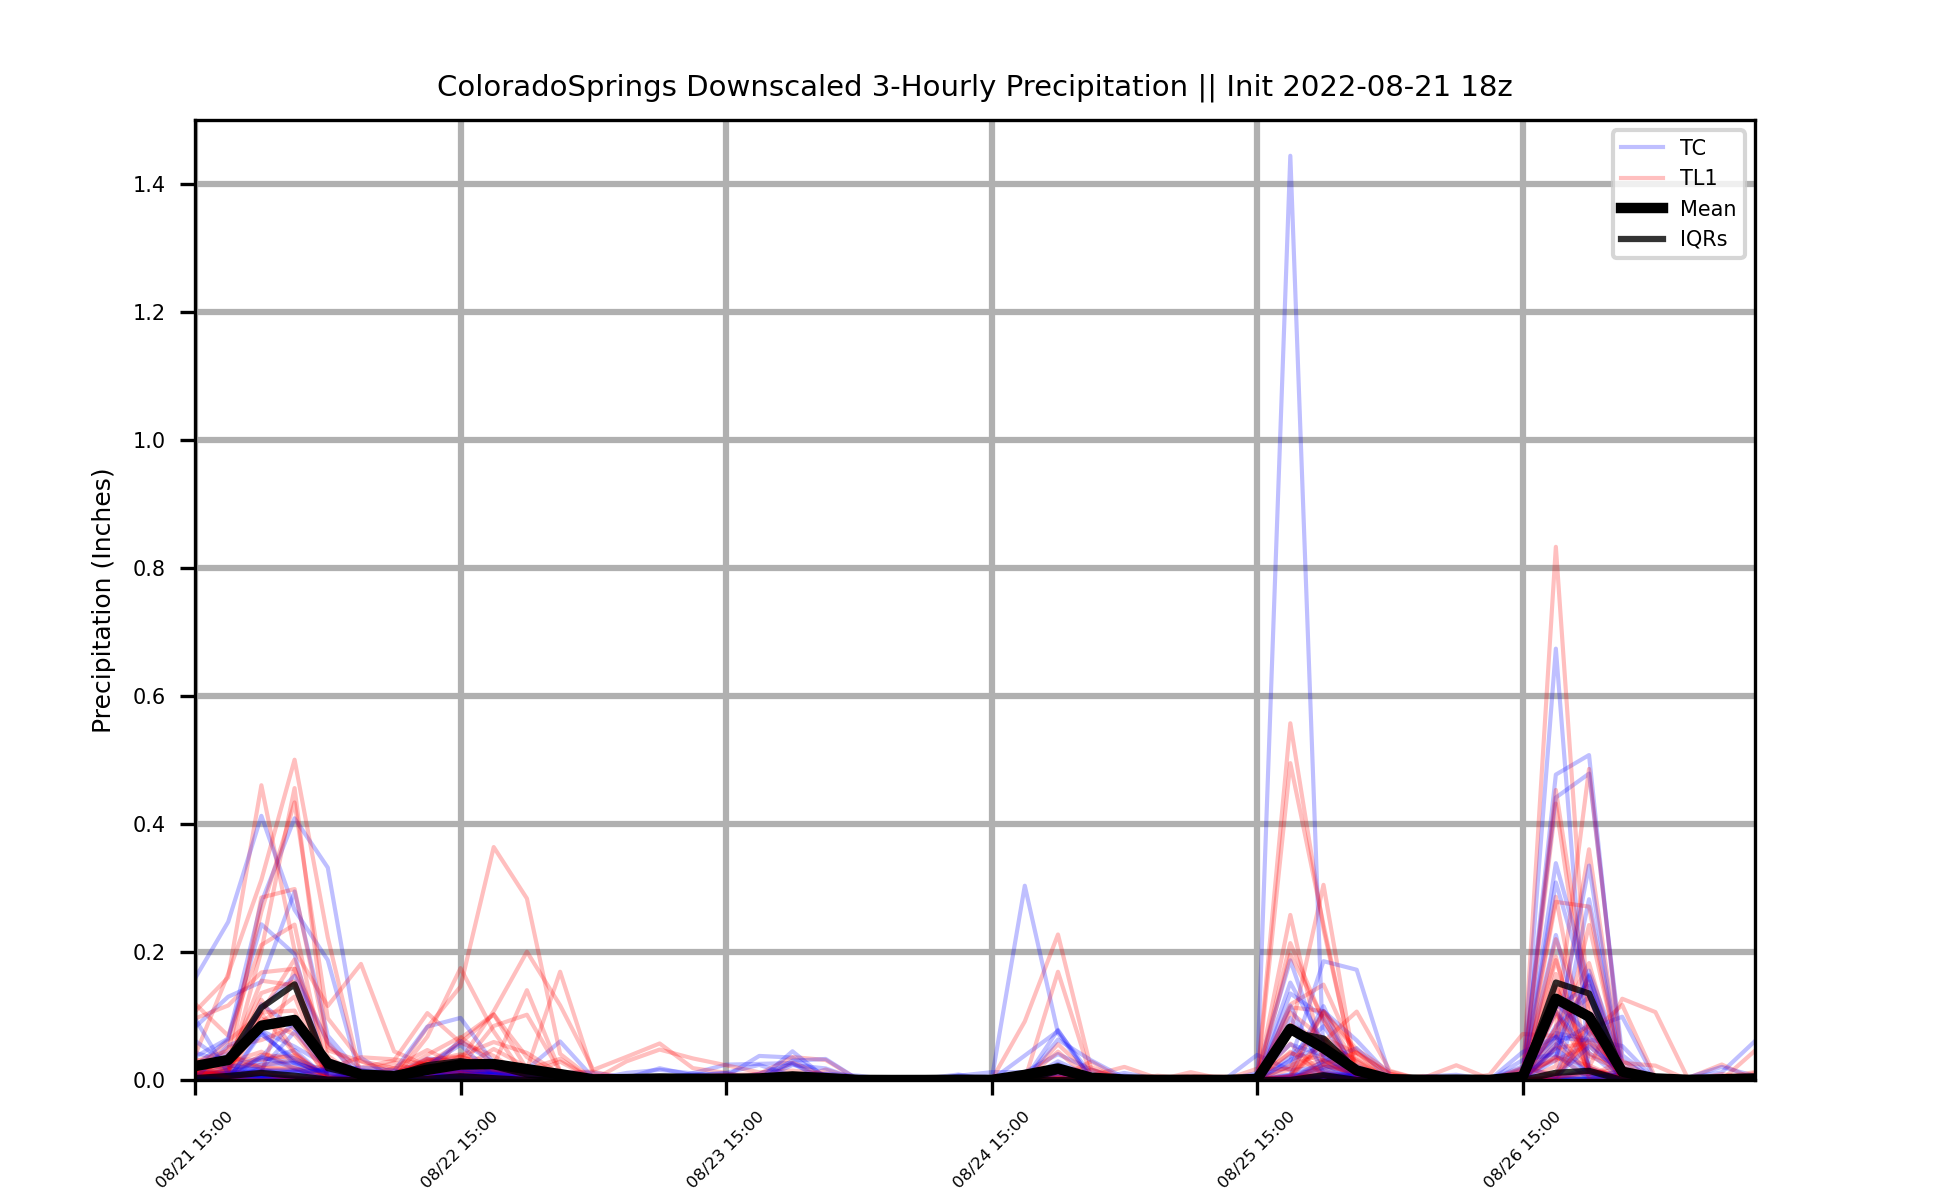 ColoradoSprings Downscaled 3-Hourly Precipitation || Init 2022-08-21 18z
TC
TL1
Mean
IQRs
Precipitation (Inches)
1.4
1.2
1.0
0.8
0.6
0.4
0.2
0.0
08/21 15:00
08/22 15:00
08/23 15:00
08/24 15:00
08/25 15:00
08/26 15:00